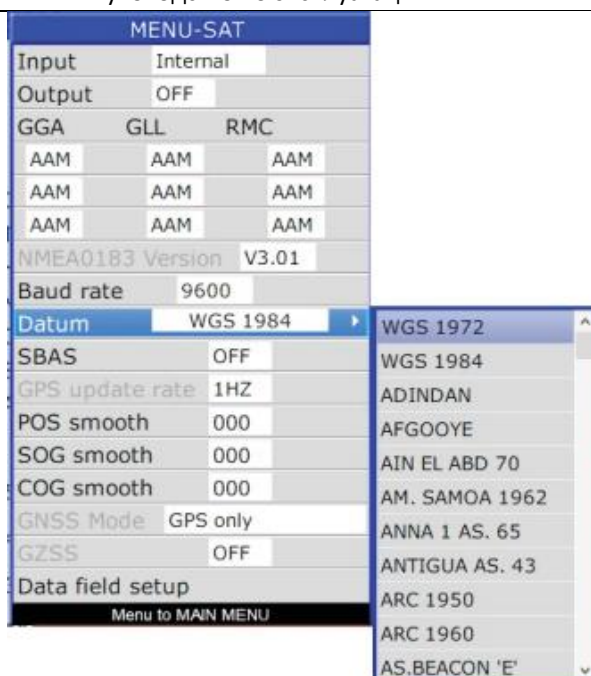 MENU-SAT
Input Internal
Output OFF
GGA GLL RMC
AAM AAM AAM
AAM AAM AAM
AAM AAM AAM
NMEA0183 Version V3.01
Baud rate 9600
Datum WGS 1984
SBAS OFF
GPS update rate 1HZ
POS smooth 000
SOG smooth 000
COG smooth 000
GNSS Mode GPS only
GZSS OFF
Data field setup
Menu to MAIN MENU
WGS 1972
WGS 1984
ADINDAN
AFGOOYE
AIN EL ABD 70
AM. SAMOA 1962
ANNA 1 AS. 65
ANTIGUA AS. 43
ARC 1950
ARC 1960
AS.BEACON 'E'